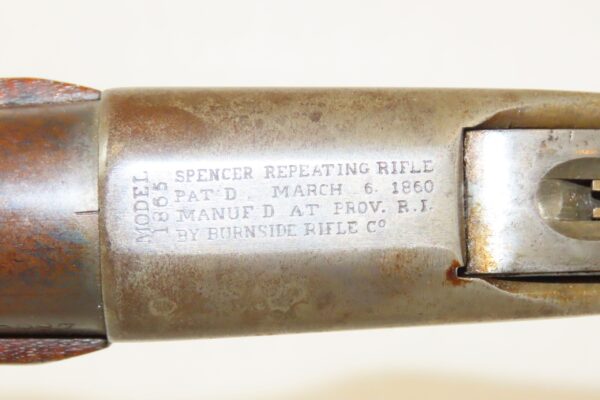 MODEL
1865
SPENCER REPEATING RIFLE
PAT'D. MARCH 6. 1860
MANUF'D AT PROV. R.I.
BY BURNSIDE RIFLE Co